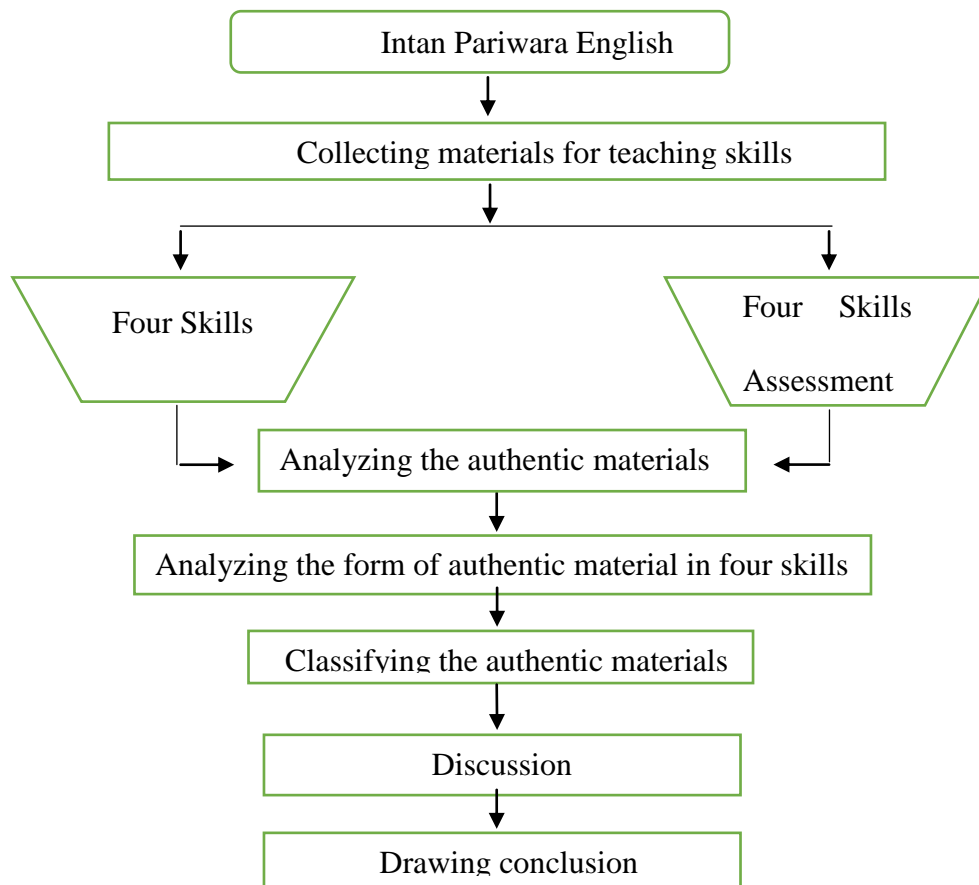 Intan Pariwara English
Collecting materials for teaching skills
Four Skills
Four Skills
Assessment
Analyzing the authentic materials
Analyzing the form of authentic material in four skills
Classifying the authentic materials
Discussion
Drawing conclusion